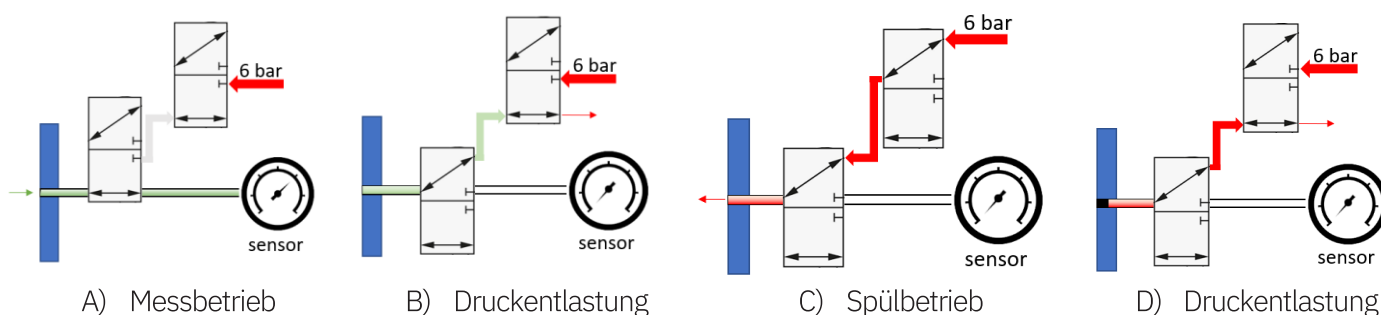 6 bar
sensor
A) Messbetrieb
6 bar
sensor
B) Druckentlastung
6 bar
sensor
C) Spülbetrieb
6 bar
sensor
D) Druckentlastung